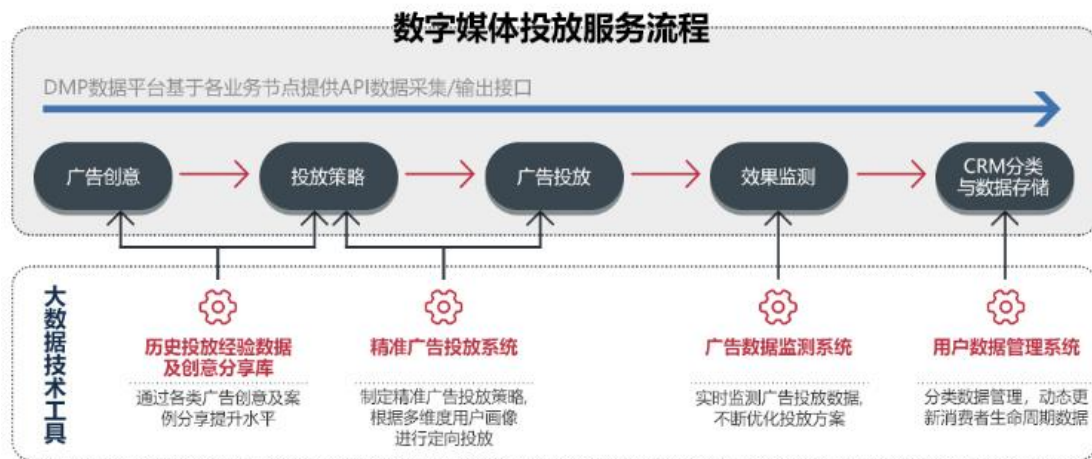 数字媒体投放服务流程
DMP数据平台基于各业务节点提供API数据采集/输出接口
广告创意
投放策略
广告投放
效果监测
CRM分类
与数据存储
大数据技术工具
历史投放经验数据
及创意分享库
通过各类广告创意及案
例分享提升水平
精准广告投放系统
制定精准广告投放策略,
根据多维度用户画像
进行定向投放
广告数据监测系统
实时监测广告投放数据,
不断优化投放方案
用户数据管理系统
分类数据管理，动态更
新消费者生命周期数据